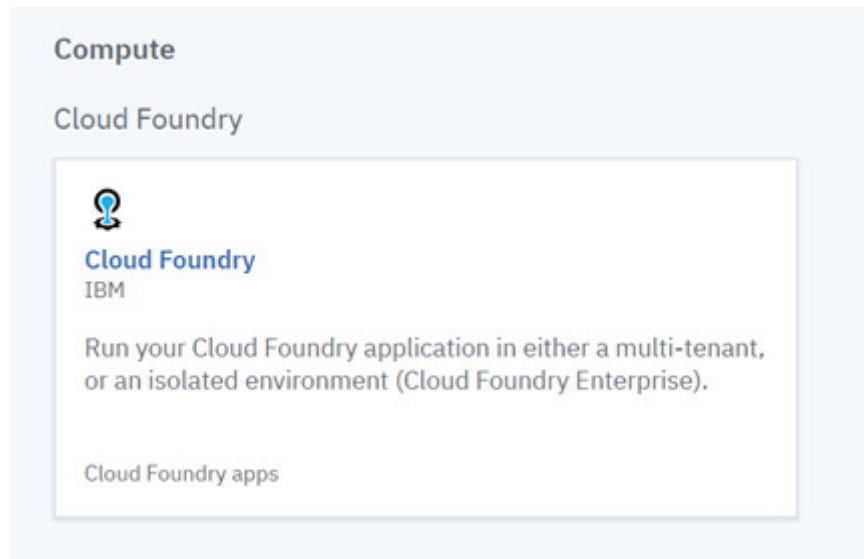 Compute
Cloud Foundry
Cloud Foundry
IBM
Run your Cloud Foundry application in either a multi-tenant,
or an isolated environment (Cloud Foundry Enterprise).
Cloud Foundry apps